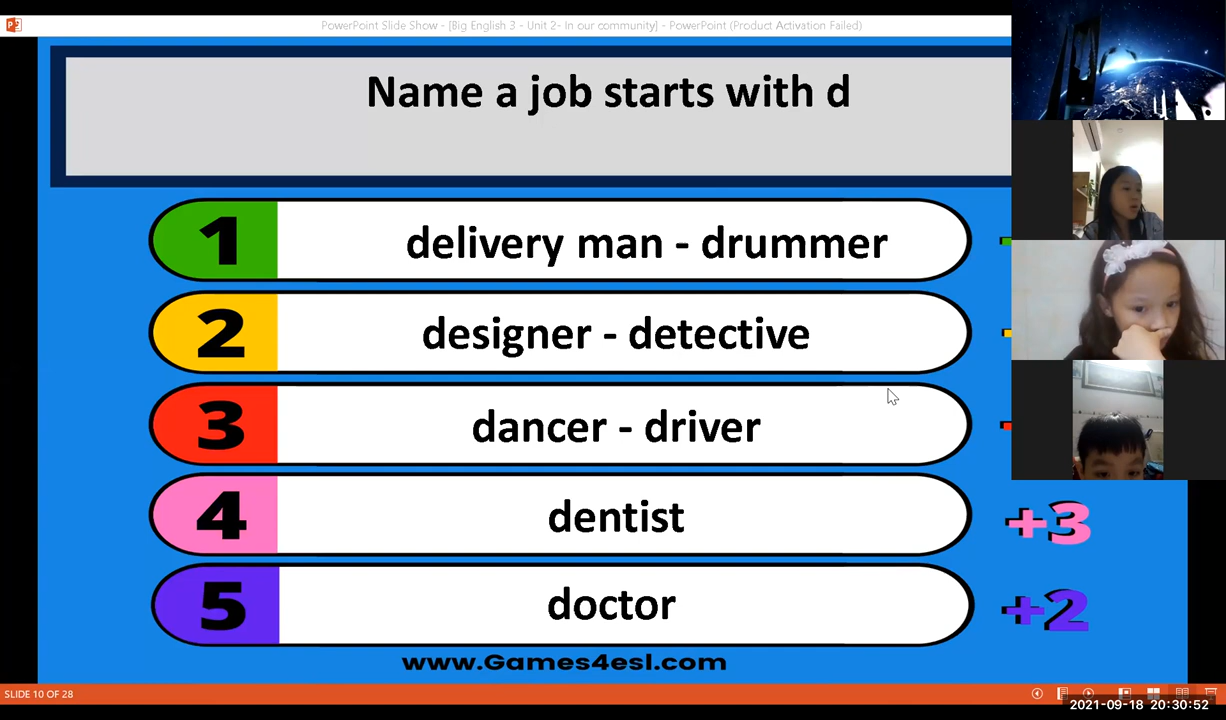 PowerPoint Slide Show - [Big English 3 - Unit 2- In our community] - PowerPoint (Product Activation Failed)
Name a job starts with d
1 delivery man - drummer
2 designer - detective
3 dancer - driver
4 dentist +3
5 doctor +2
www.Games4esl.com
SLIDE 10 OF 28
2021-09-18 20:30:52